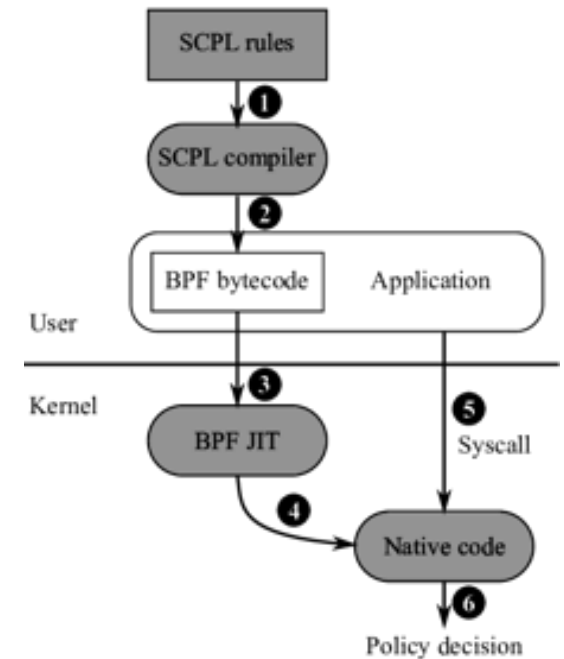 SCPL rules
1
SCPL compiler
2
BPF bytecode Application
User
3
Kernel
5
BPF JIT
Syscall
4
Native code
6
Policy decision